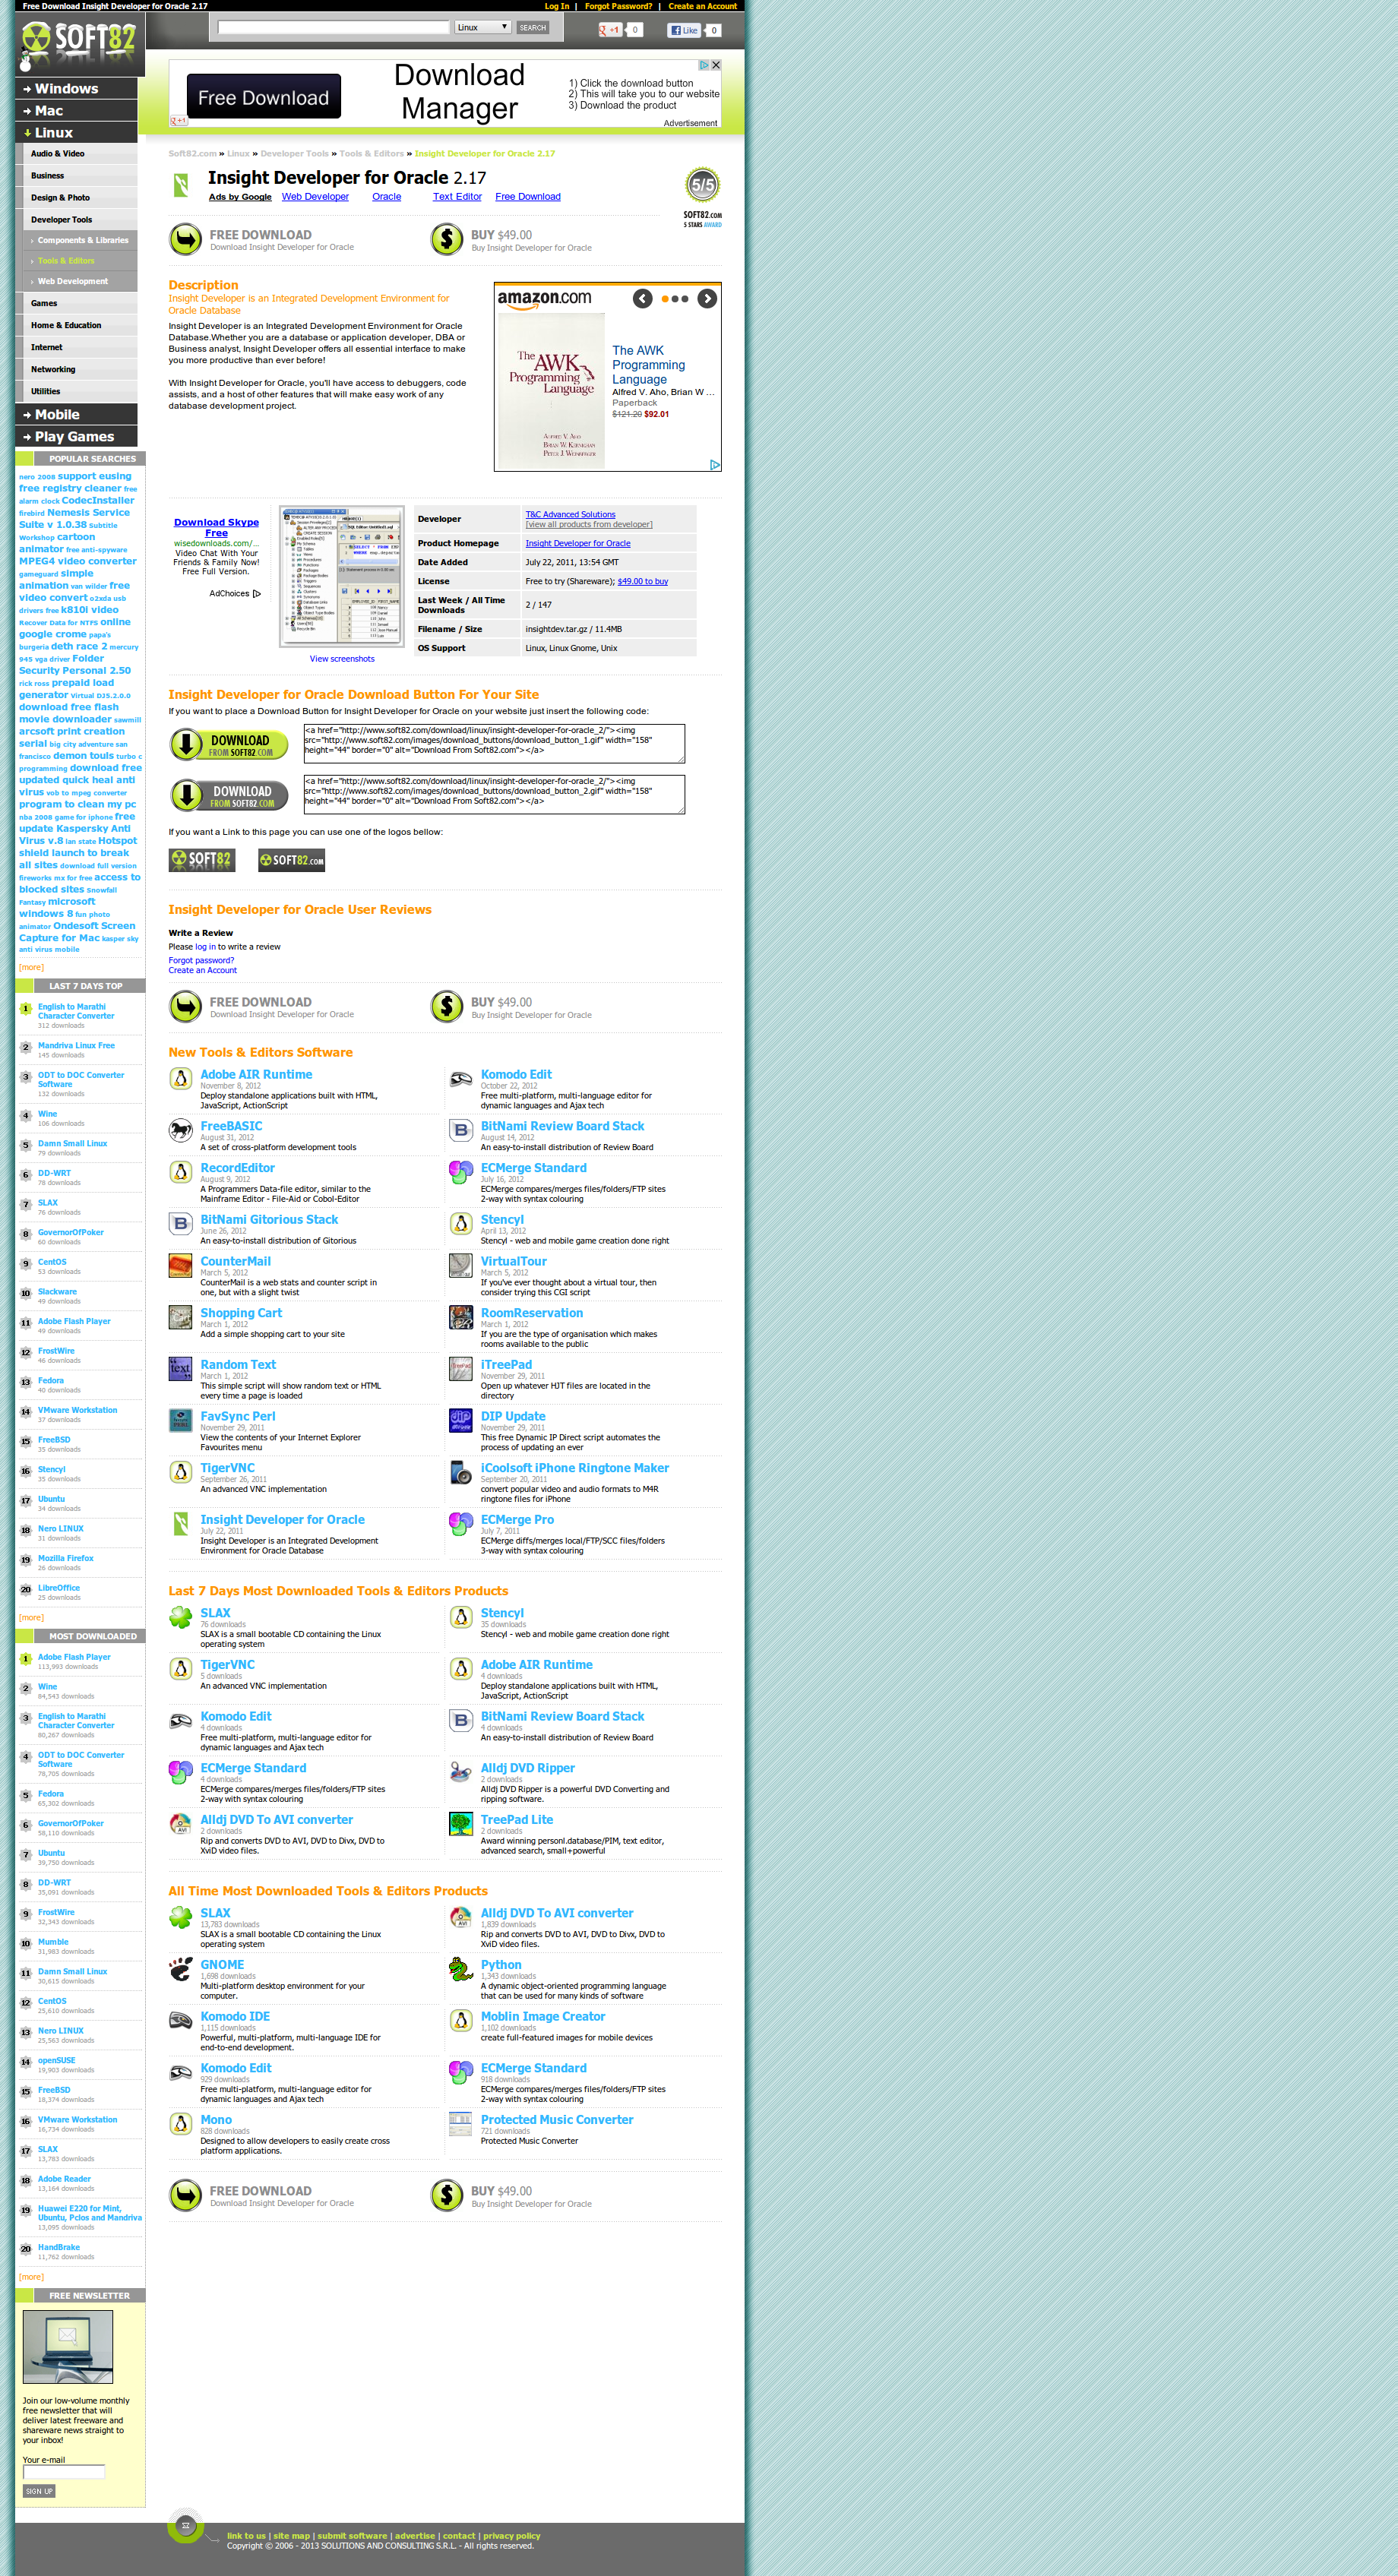 Free Download Insight Developer for Oracle 2.17
Log In | Forgot Password? | Create an Account
SOFT82
Linux
SEARCH
+1 0
Like 0
Windows
Mac
Linux
Audio & Video
Business
Design & Photo
Developer Tools
Components & Libraries
Tools & Editors
Web Development
Games
Home & Education
Internet
Networking
Utilities
Mobile
Play Games
Free Download
Download
Manager
1) Click the download button
2) This will take you to our website
3) Download the product
+1
Advertisement
Soft82.com » Linux » Developer Tools » Tools & Editors » Insight Developer for Oracle 2.17
Insight Developer for Oracle 2.17
Ads by Google Web Developer Oracle Text Editor Free Download
5/5
SOFT82.COM
5 STARS AWARD
FREE DOWNLOAD
Download Insight Developer for Oracle
BUY $49.00
Buy Insight Developer for Oracle
Description
Insight Developer is an Integrated Development Environment for
Oracle Database
Insight Developer is an Integrated Development Environment for Oracle
Database.Whether you are a database or application developer, DBA or
Business analyst, Insight Developer offers all essential interface to make
you more productive than ever before!
With Insight Developer for Oracle, you'll have access to debuggers, code
assists, and a host of other features that will make easy work of any
database development project.
amazon.com
The AWK
Programming
Language
Alfred V. Aho
Brian W. Kernighan
Peter J. Weinberger
The AWK
Programming
Language
Alfred V. Aho, Brian W ...
Paperback
$121.20 $92.01
Download Skype
Free
wisedownloads.com/...
Video Chat With Your
Friends & Family Now!
Free Full Version.
AdChoices
View screenshots
Developer
T&C Advanced Solutions
[view all products from developer]
Product Homepage Insight Developer for Oracle
Date Added July 22, 2011, 13:54 GMT
License Free to try (Shareware); $49.00 to buy
Last Week / All Time
Downloads
2 / 147
Filename / Size insightdev.tar.gz / 11.4MB
OS Support Linux, Linux Gnome, Unix
Insight Developer for Oracle Download Button For Your Site
If you want to place a Download Button for Insight Developer for Oracle on your website just insert the following code:
DOWNLOAD
FROM SOFT82.COM
<a href="http://www.soft82.com/download/linux/insight-developer-for-oracle_2/"><img
src="http://www.soft82.com/images/download_buttons/download_button_1.gif" width="158"
height="44" border="0" alt="Download From Soft82.com"></a>
DOWNLOAD
FROM SOFT82.COM
<a href="http://www.soft82.com/download/linux/insight-developer-for-oracle_2/"><img
src="http://www.soft82.com/images/download_buttons/download_button_2.gif" width="158"
height="44" border="0" alt="Download From Soft82.com"></a>
If you want a Link to this page you can use one of the logos bellow:
SOFT82
SOFT82.COM
Insight Developer for Oracle User Reviews
Write a Review
Please log in to write a review
Forgot password?
Create an Account
FREE DOWNLOAD
Download Insight Developer for Oracle
BUY $49.00
Buy Insight Developer for Oracle
New Tools & Editors Software
Adobe AIR Runtime
November 8, 2012
Deploy standalone applications built with HTML,
JavaScript, ActionScript
Komodo Edit
October 22, 2012
Free multi-platform, multi-language editor for
dynamic languages and Ajax tech
FreeBASIC
August 31, 2012
A set of cross-platform development tools
BitNami Review Board Stack
August 14, 2012
An easy-to-install distribution of Review Board
RecordEditor
August 9, 2012
A Programmers Data-file editor, similar to the
Mainframe Editor - File-Aid or Cobol-Editor
ECMerge Standard
July 16, 2012
ECMerge compares/merges files/folders/FTP sites
2-way with syntax colouring
BitNami Gitorious Stack
June 26, 2012
An easy-to-install distribution of Gitorious
Stencyl
April 13, 2012
Stencyl - web and mobile game creation done right
CounterMail
March 5, 2012
CounterMail is a web stats and counter script in
one, but with a slight twist
VirtualTour
March 5, 2012
If you've ever thought about a virtual tour, then
consider trying this CGI script
Shopping Cart
March 1, 2012
Add a simple shopping cart to your site
RoomReservation
March 1, 2012
If you are the type of organisation which makes
rooms available to the public
Random Text
March 1, 2012
This simple script will show random text or HTML
every time a page is loaded
iTreePad
November 29, 2011
Open up whatever HJT files are located in the
directory
FavSync Perl
November 29, 2011
View the contents of your Internet Explorer
Favourites menu
DIP Update
November 29, 2011
This free Dynamic IP Direct script automates the
process of updating an ever
TigerVNC
September 26, 2011
An advanced VNC implementation
iCoolsoft iPhone Ringtone Maker
September 20, 2011
convert popular video and audio formats to M4R
ringtone files for iPhone
Insight Developer for Oracle
July 22, 2011
Insight Developer is an Integrated Development
Environment for Oracle Database
ECMerge Pro
July 7, 2011
ECMerge diffs/merges local/FTP/SCC files/folders
3-way with syntax colouring
Last 7 Days Most Downloaded Tools & Editors Products
SLAX
76 downloads
SLAX is a small bootable CD containing the Linux
operating system
Stencyl
35 downloads
Stencyl - web and mobile game creation done right
TigerVNC
5 downloads
An advanced VNC implementation
Adobe AIR Runtime
4 downloads
Deploy standalone applications built with HTML,
JavaScript, ActionScript
Komodo Edit
4 downloads
Free multi-platform, multi-language editor for
dynamic languages and Ajax tech
BitNami Review Board Stack
4 downloads
An easy-to-install distribution of Review Board
ECMerge Standard
4 downloads
ECMerge compares/merges files/folders/FTP sites
2-way with syntax colouring
Alldj DVD Ripper
2 downloads
Alldj DVD Ripper is a powerful DVD Converting and
ripping software.
Alldj DVD To AVI converter
2 downloads
Rip and converts DVD to AVI, DVD to Divx, DVD to
XviD video files.
TreePad Lite
2 downloads
Award winning personl.database/PIM, text editor,
advanced search, small+powerful
All Time Most Downloaded Tools & Editors Products
SLAX
13,783 downloads
SLAX is a small bootable CD containing the Linux
operating system
Alldj DVD To AVI converter
1,839 downloads
Rip and converts DVD to AVI, DVD to Divx, DVD to
XviD video files.
GNOME
1,698 downloads
Multi-platform desktop environment for your
computer.
Python
1,343 downloads
A dynamic object-oriented programming language
that can be used for many kinds of software
Komodo IDE
1,115 downloads
Powerful, multi-platform, multi-language IDE for
end-to-end development.
Moblin Image Creator
1,102 downloads
create full-featured images for mobile devices
Komodo Edit
929 downloads
Free multi-platform, multi-language editor for
dynamic languages and Ajax tech
ECMerge Standard
918 downloads
ECMerge compares/merges files/folders/FTP sites
2-way with syntax colouring
Mono
828 downloads
Designed to allow developers to easily create cross
platform applications.
Protected Music Converter
721 downloads
Protected Music Converter
FREE DOWNLOAD
Download Insight Developer for Oracle
BUY $49.00
Buy Insight Developer for Oracle
POPULAR SEARCHES
nero 2008 support eusing
free registry cleaner free
alarm clock CodecInstaller
firebird Nemesis Service
Suite v 1.0.38 Subtitle
Workshop cartoon
animator free anti-spyware
MPEG4 video converter
gameguard simple
animation van wilder free
video convert o2xda usb
drivers free k810i video
Recover Data for NTFS online
google crome papa's
burgeria deth race 2 mercury
945 vga driver Folder
Security Personal 2.50
rick ross prepaid load
generator Virtual DJ5.2.0.0
download free flash
movie downloader sawmill
arcsoft print creation
serial big city adventure san
francisco demon touls turbo c
programming download free
updated quick heal anti
virus vob to mpeg converter
program to clean my pc
nba 2008 game for iphone free
update Kaspersky Anti
Virus v.8 lan state Hotspot
shield launch to break
all sites download full version
fireworks mx for free access to
blocked sites Snowfall
Fantasy microsoft
windows 8 fun photo
animator Ondesoft Screen
Capture for Mac kasper sky
anti virus mobile
[more]
LAST 7 DAYS TOP
1 English to Marathi
Character Converter
312 downloads
2 Mandriva Linux Free
145 downloads
3 ODT to DOC Converter
Software
132 downloads
4 Wine
106 downloads
5 Damn Small Linux
79 downloads
6 DD-WRT
78 downloads
7 SLAX
76 downloads
8 GovernorOfPoker
60 downloads
9 CentOS
53 downloads
10 Slackware
49 downloads
11 Adobe Flash Player
49 downloads
12 FrostWire
46 downloads
13 Fedora
40 downloads
14 VMware Workstation
37 downloads
15 FreeBSD
35 downloads
16 Stencyl
35 downloads
17 Ubuntu
34 downloads
18 Nero LINUX
31 downloads
19 Mozilla Firefox
26 downloads
20 LibreOffice
25 downloads
[more]
MOST DOWNLOADED
1 Adobe Flash Player
113,993 downloads
2 Wine
84,543 downloads
3 English to Marathi
Character Converter
80,267 downloads
4 ODT to DOC Converter
Software
78,705 downloads
5 Fedora
65,302 downloads
6 GovernorOfPoker
58,110 downloads
7 Ubuntu
39,750 downloads
8 DD-WRT
35,091 downloads
9 FrostWire
32,343 downloads
10 Mumble
31,983 downloads
11 Damn Small Linux
30,615 downloads
12 CentOS
25,610 downloads
13 Nero LINUX
25,563 downloads
14 openSUSE
19,903 downloads
15 FreeBSD
18,374 downloads
16 VMware Workstation
16,734 downloads
17 SLAX
13,783 downloads
18 Adobe Reader
13,164 downloads
19 Huawei E220 for Mint,
Ubuntu, Pclos and Mandriva
13,095 downloads
20 HandBrake
11,762 downloads
[more]
FREE NEWSLETTER
Join our low-volume monthly
free newsletter that will
deliver latest freeware and
shareware news straight to
your inbox!
Your e-mail
SIGN UP
link to us | site map | submit software | advertise | contact | privacy policy
Copyright © 2006 - 2013 SOLUTIONS AND CONSULTING S.R.L. - All rights reserved.